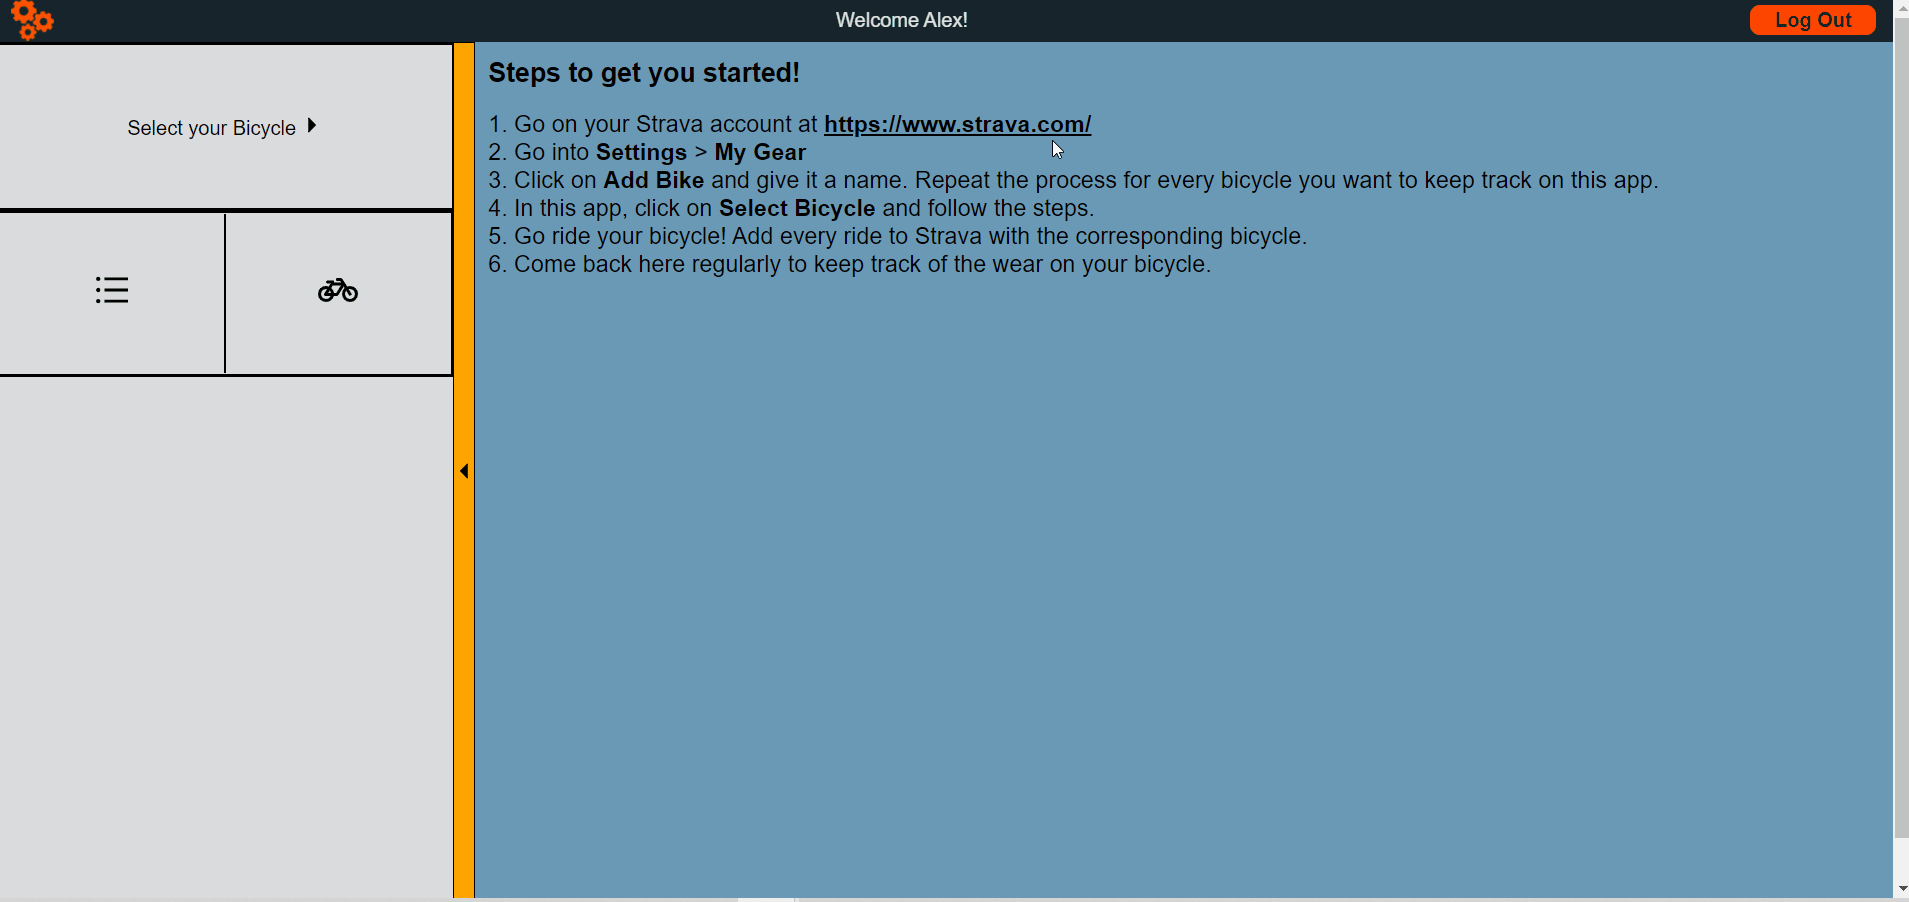 Welcome Alex!
Log Out
Select your Bicycle
Steps to get you started!
1. Go on your Strava account at https://www.strava.com/
2. Go into Settings > My Gear
3. Click on Add Bike and give it a name. Repeat the process for every bicycle you want to keep track on this app.
4. In this app, click on Select Bicycle and follow the steps.
5. Go ride your bicycle! Add every ride to Strava with the corresponding bicycle.
6. Come back here regularly to keep track of the wear on your bicycle.